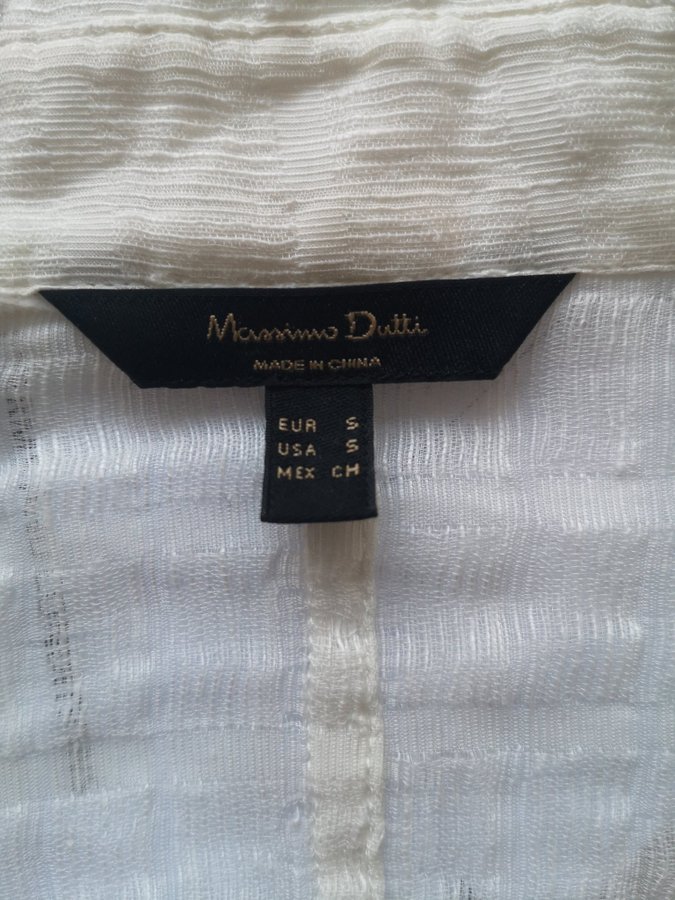 Massimo Dutti
MADE IN CHINA
EUR S
USA S
MEX CH